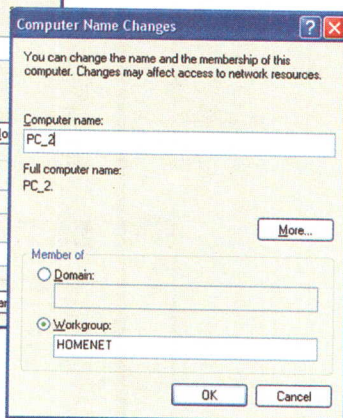 Computer Name Changes
You can change the name and the membership of this
computer. Changes may affect access to network resources.
Computer name:
PC_2
Full computer name:
PC_2.
More...
Member of
Domain:
Workgroup:
HOMENET
OK
Cancel